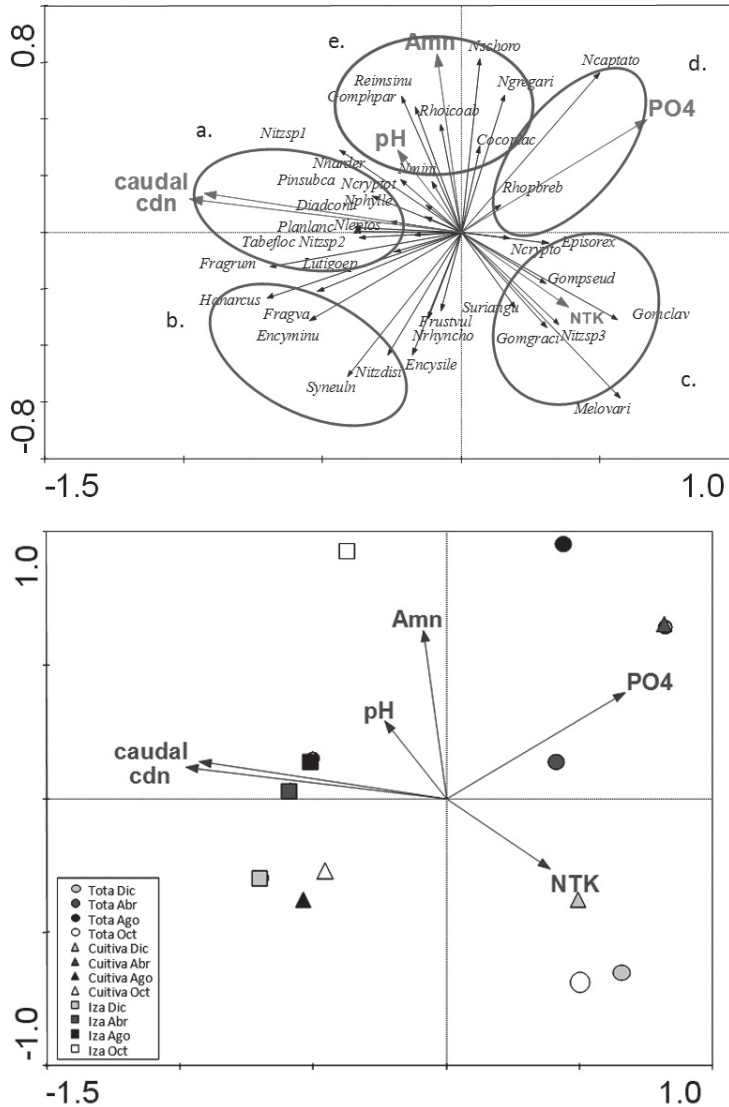 0.8
e.
Amn
Nschoro
Ncaptato
d.
Reimsinu
Ngregari
Gomphpar
Rhoicoab
PO4
a.
Nitzsp1
pH
Cocoplac
Nharder
Nmini
caudal
Pinsubca
Ncryptot
Rhopbreb
cdn
Nphylle
Diadconf
Planlanc
Nleptos
Tabefloc Nitzsp2
Ncrypto
Episorex
Fragrum
Lutigoep
Gompseud
Hanarcus
Suriangu
NTK
Gomclav
b.
Fragva
Frustvul
Encyminu
Nrhyncho
Gomgraci
Nitzsp3
Nitzdisi
Encysile
c.
Syneuln
Melovari
-0.8
-1.5
1.0
1.0
Amn
PO4
pH
caudal
cdn
NTK
Tota Dic
Tota Abr
Tota Ago
Tota Oct
Cuitiva Dic
Cuitiva Abr
Cuitiva Ago
Cuitiva Oct
Iza Dic
Iza Abr
Iza Ago
Iza Oct
-1.0
-1.5
1.0